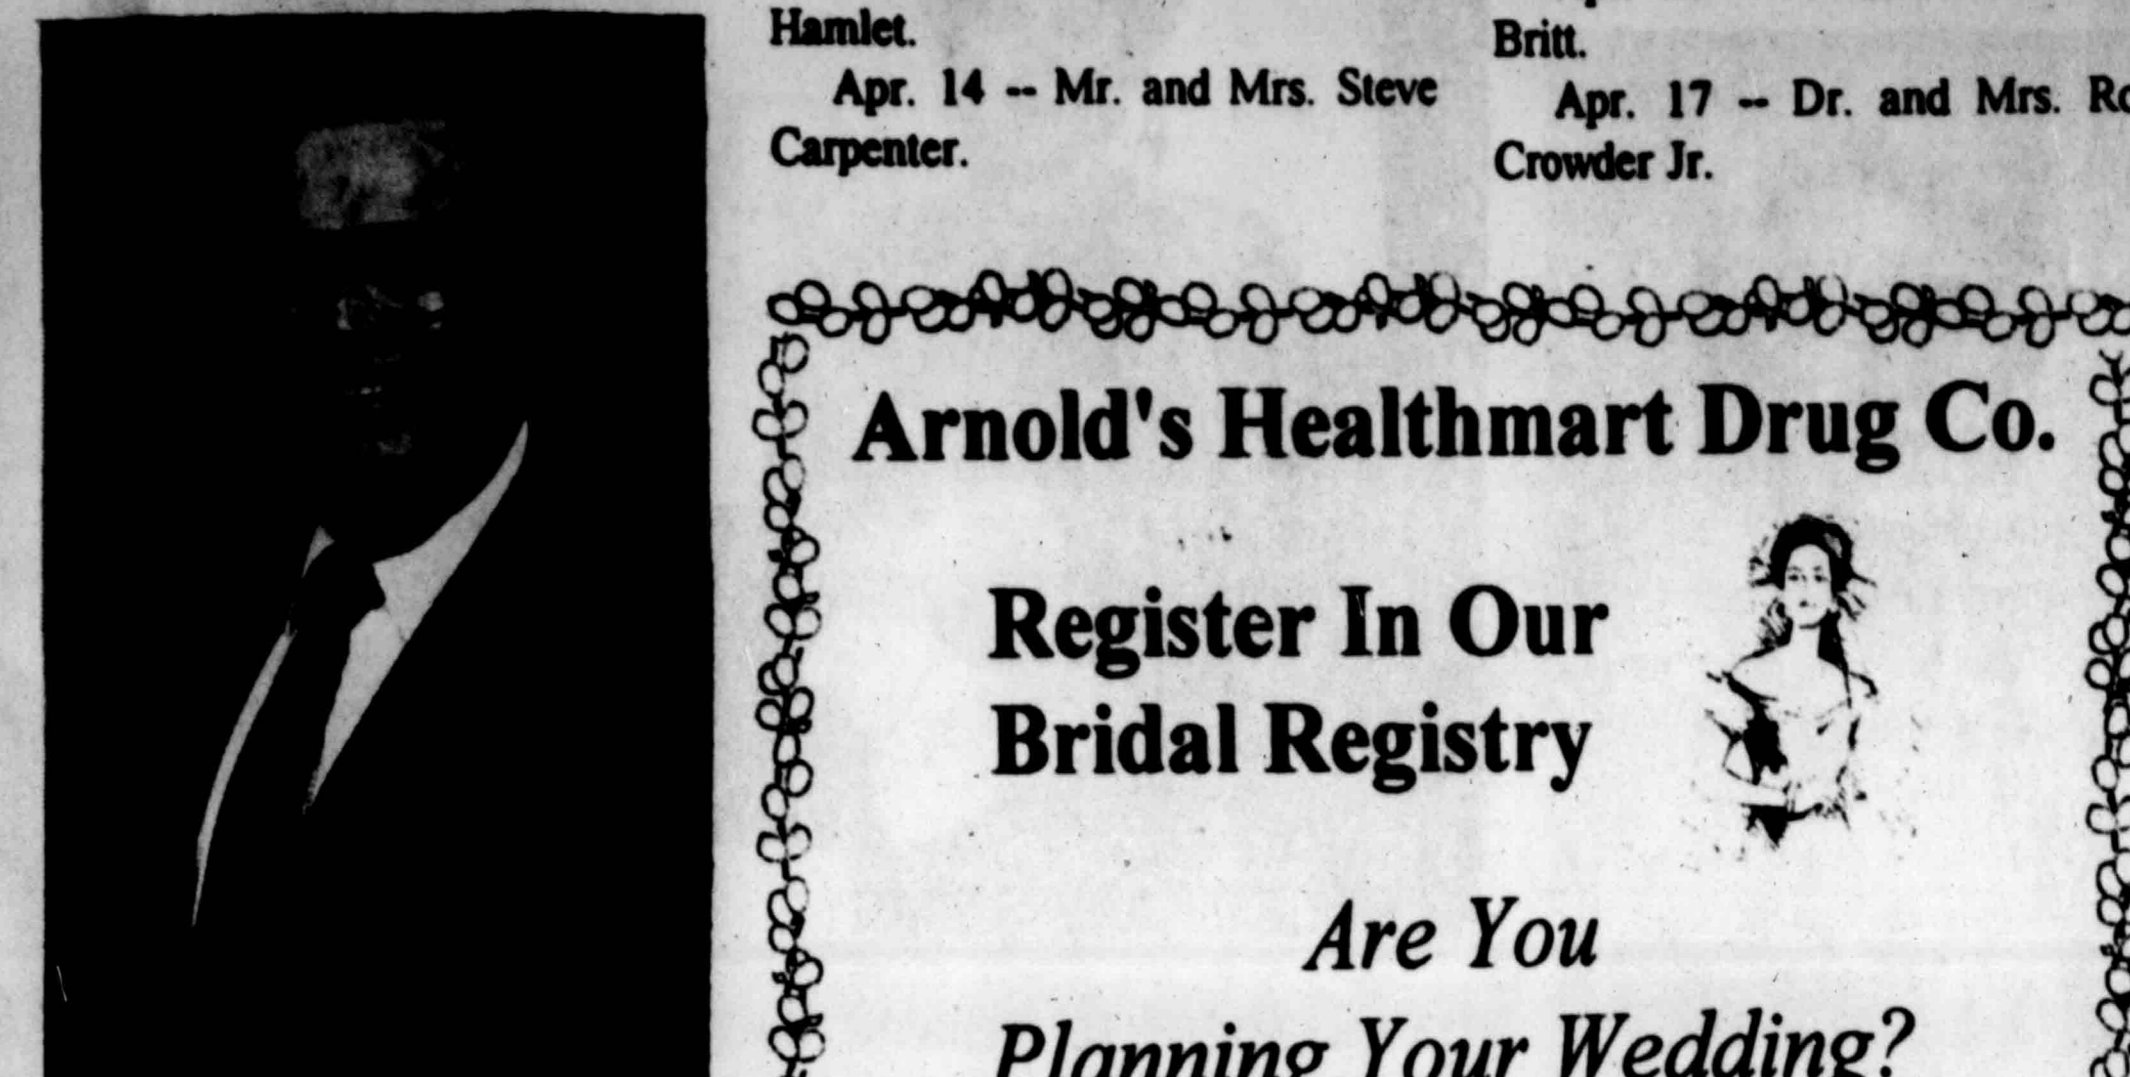 Hamlet.
Apr. 14 -- Mr. and Mrs. Steve
Carpenter.
Britt.
Apr. 17 -- Dr. and Mrs.
Crowder Jr.
Arnold's Healthmart Drug Co.
Register In Our
Bridal Registry
Are You
Planning Your Wedding?